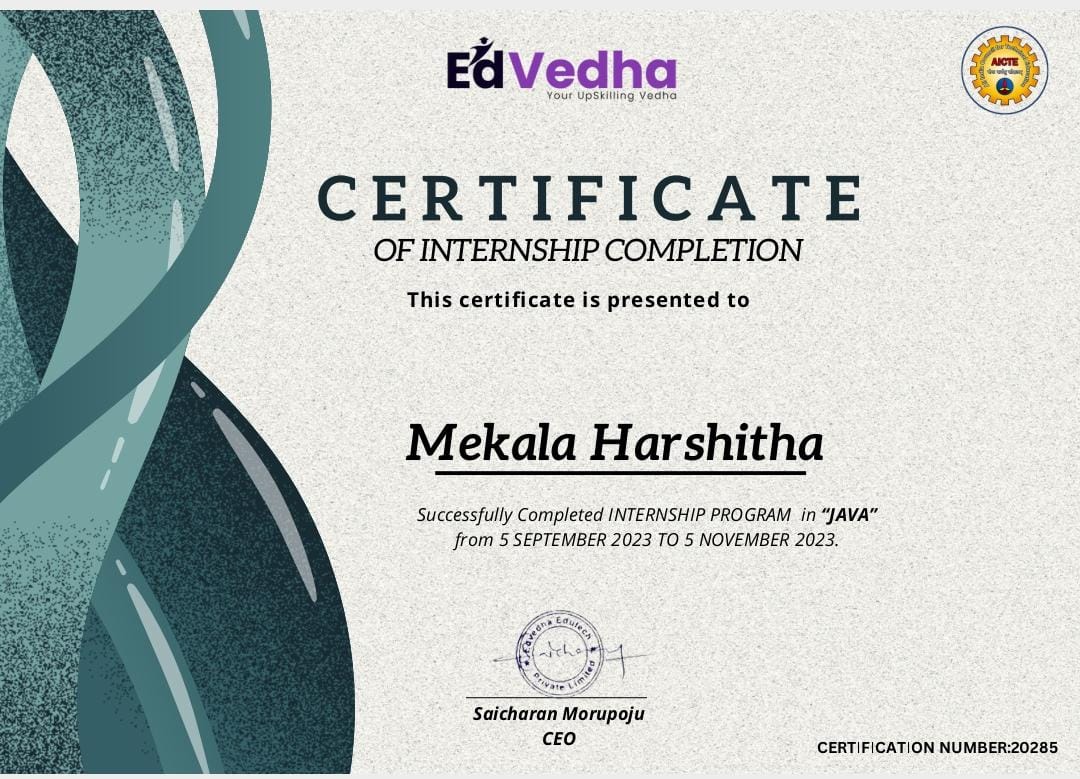 EdVedha
Your UpSkilling Vedha
AICTE
CERTIFICATE
OF INTERNSHIP COMPLETION
This certificate is presented to
Mekala Harshitha
Successfully Completed INTERNSHIP PROGRAM in “JAVA”
from 5 SEPTEMBER 2023 TO 5 NOVEMBER 2023.
Edvedha Edutech
Private Limited
Saicharan Morupoju
CEO
CERTIFICATION NUMBER:20285